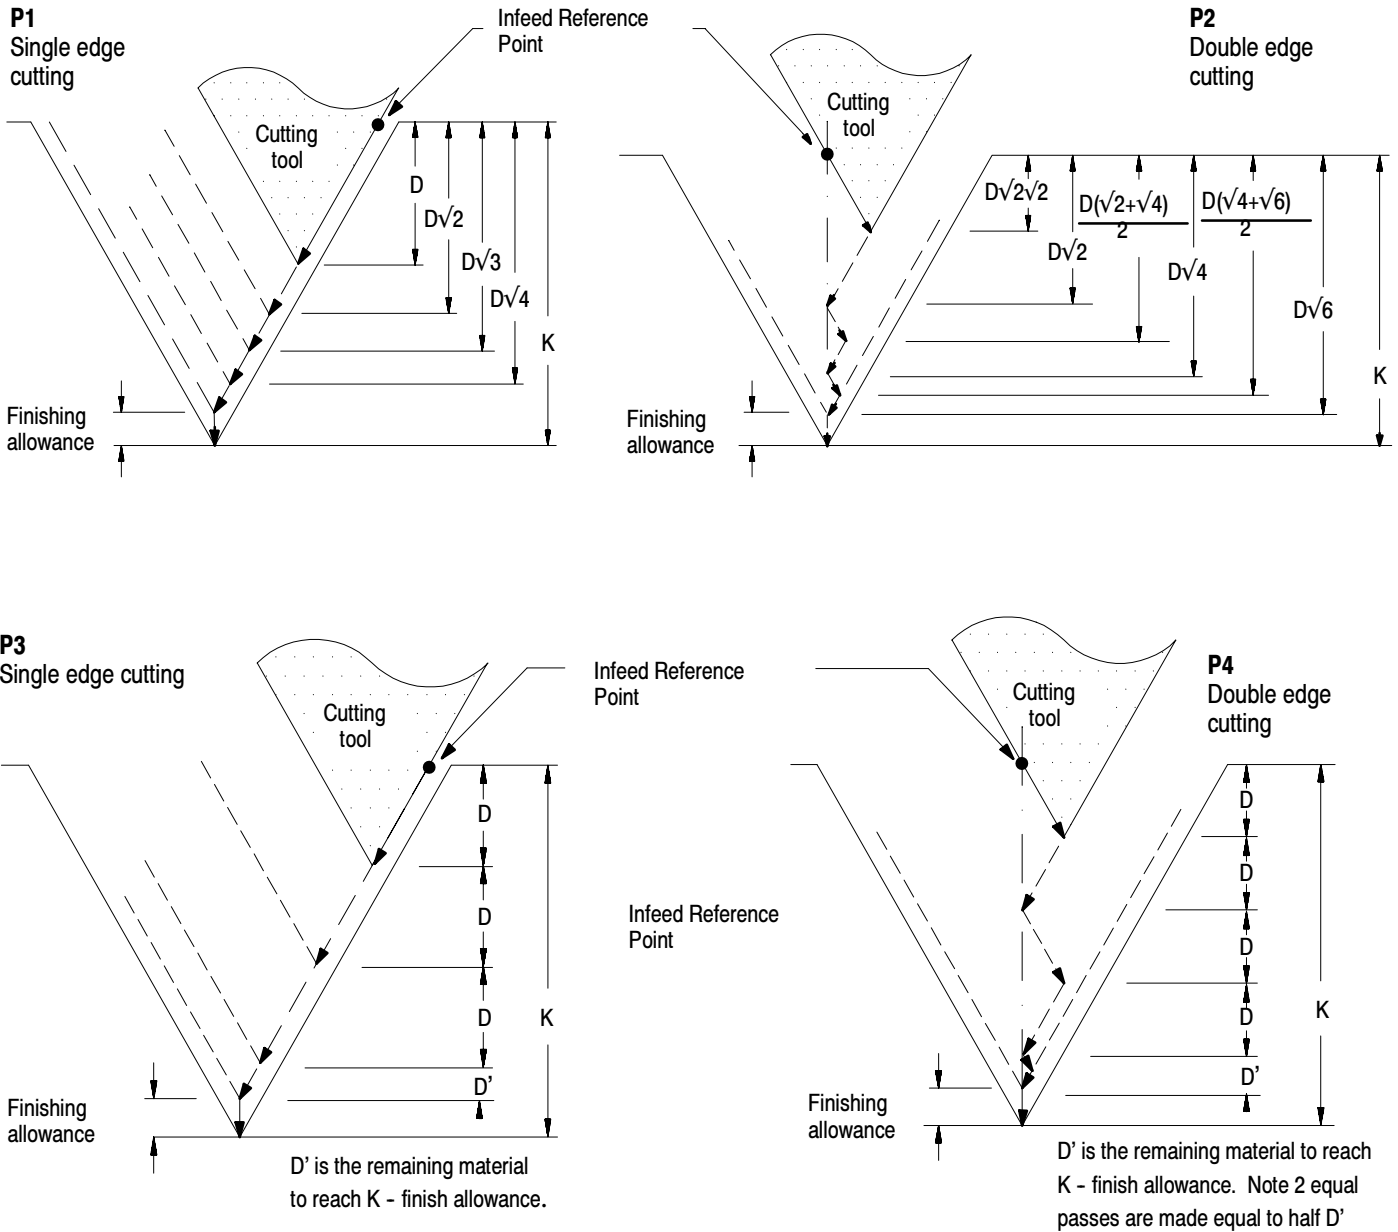 P1
Single edge
cutting
Infeed Reference
Point
P2
Double edge
cutting
Cutting
tool
D
D√2
D√3
D√4
K
Finishing
allowance
Cutting
tool
D√2√2
D√2
D(√2+√4)
2
D√4
D(√4+√6)
2
D√6
K
Finishing
allowance
P3
Single edge cutting
Infeed Reference
Point
P4
Double edge
cutting
Cutting
tool
D
D
D
D'
K
Finishing
allowance
D' is the remaining material
to reach K - finish allowance.
Infeed Reference
Point
Cutting
tool
D
D
D
D
D'
K
Finishing
allowance
D' is the remaining material to reach
K - finish allowance. Note 2 equal
passes are made equal to half D'